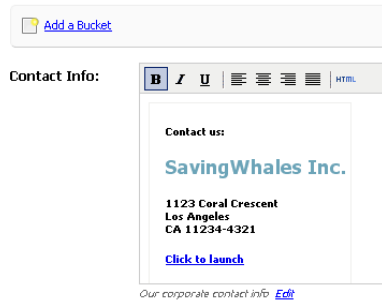 Add a Bucket
Contact Info:
B I U HTML
Contact us:
SavingWhales Inc.
1123 Coral Crescent
Los Angeles
CA 11234-4321
Click to launch
Our corporate contact info Edit